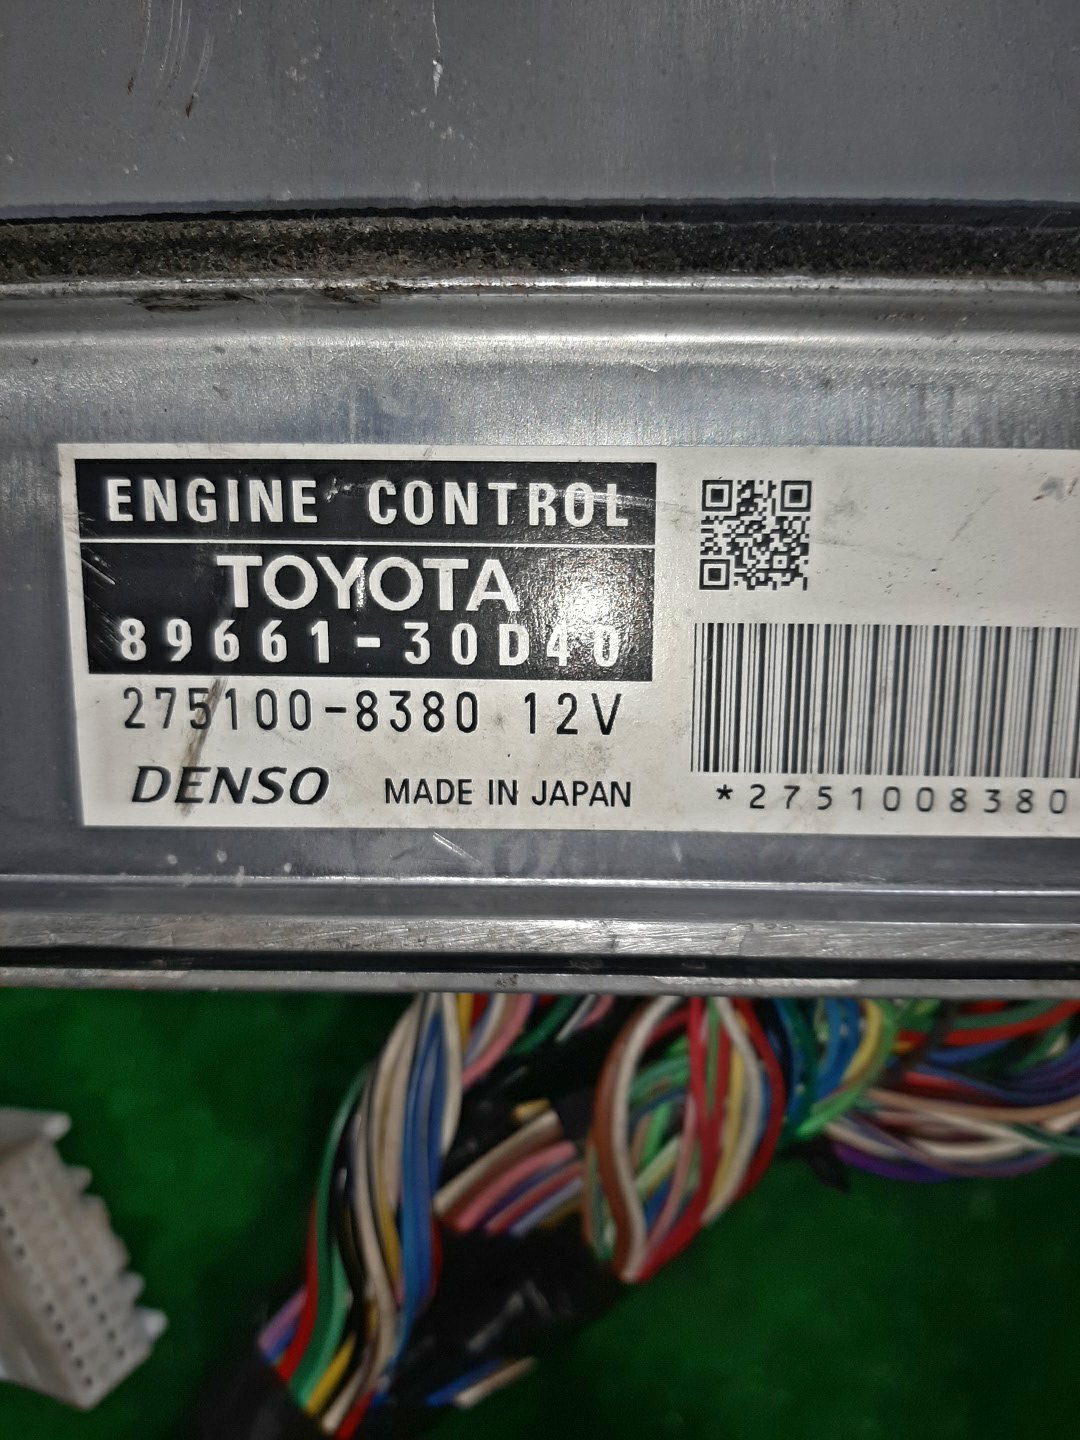 ENGINE CONTROL
TOYOTA
89661-30D40
275100-8380 12V
DENSO MADE IN JAPAN
*2751008380